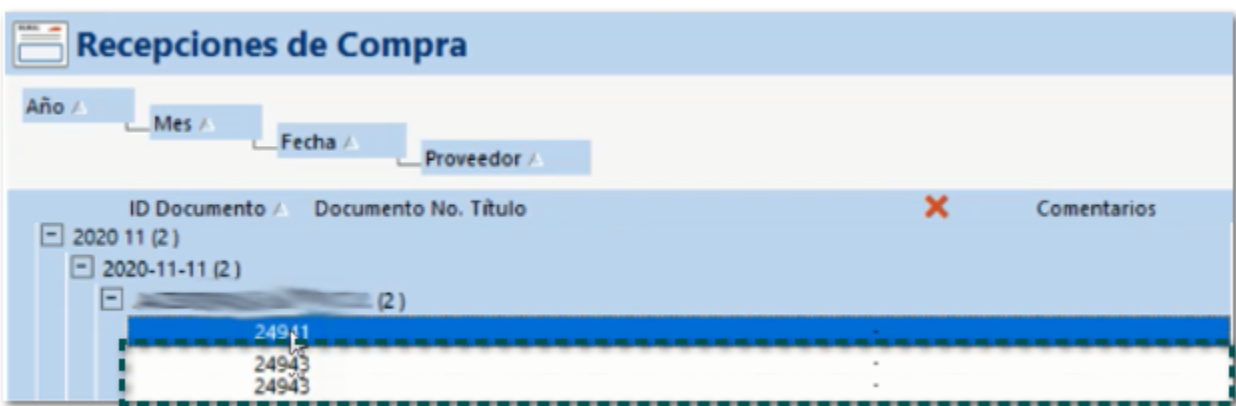 Recepciones de Compra
Año
Mes
Fecha
Proveedor
ID Documento Documento No. Título Comentarios
2020 11 (2 )
2020-11-11 (2 )
(2 )
24941 -
24943 -
24943 -